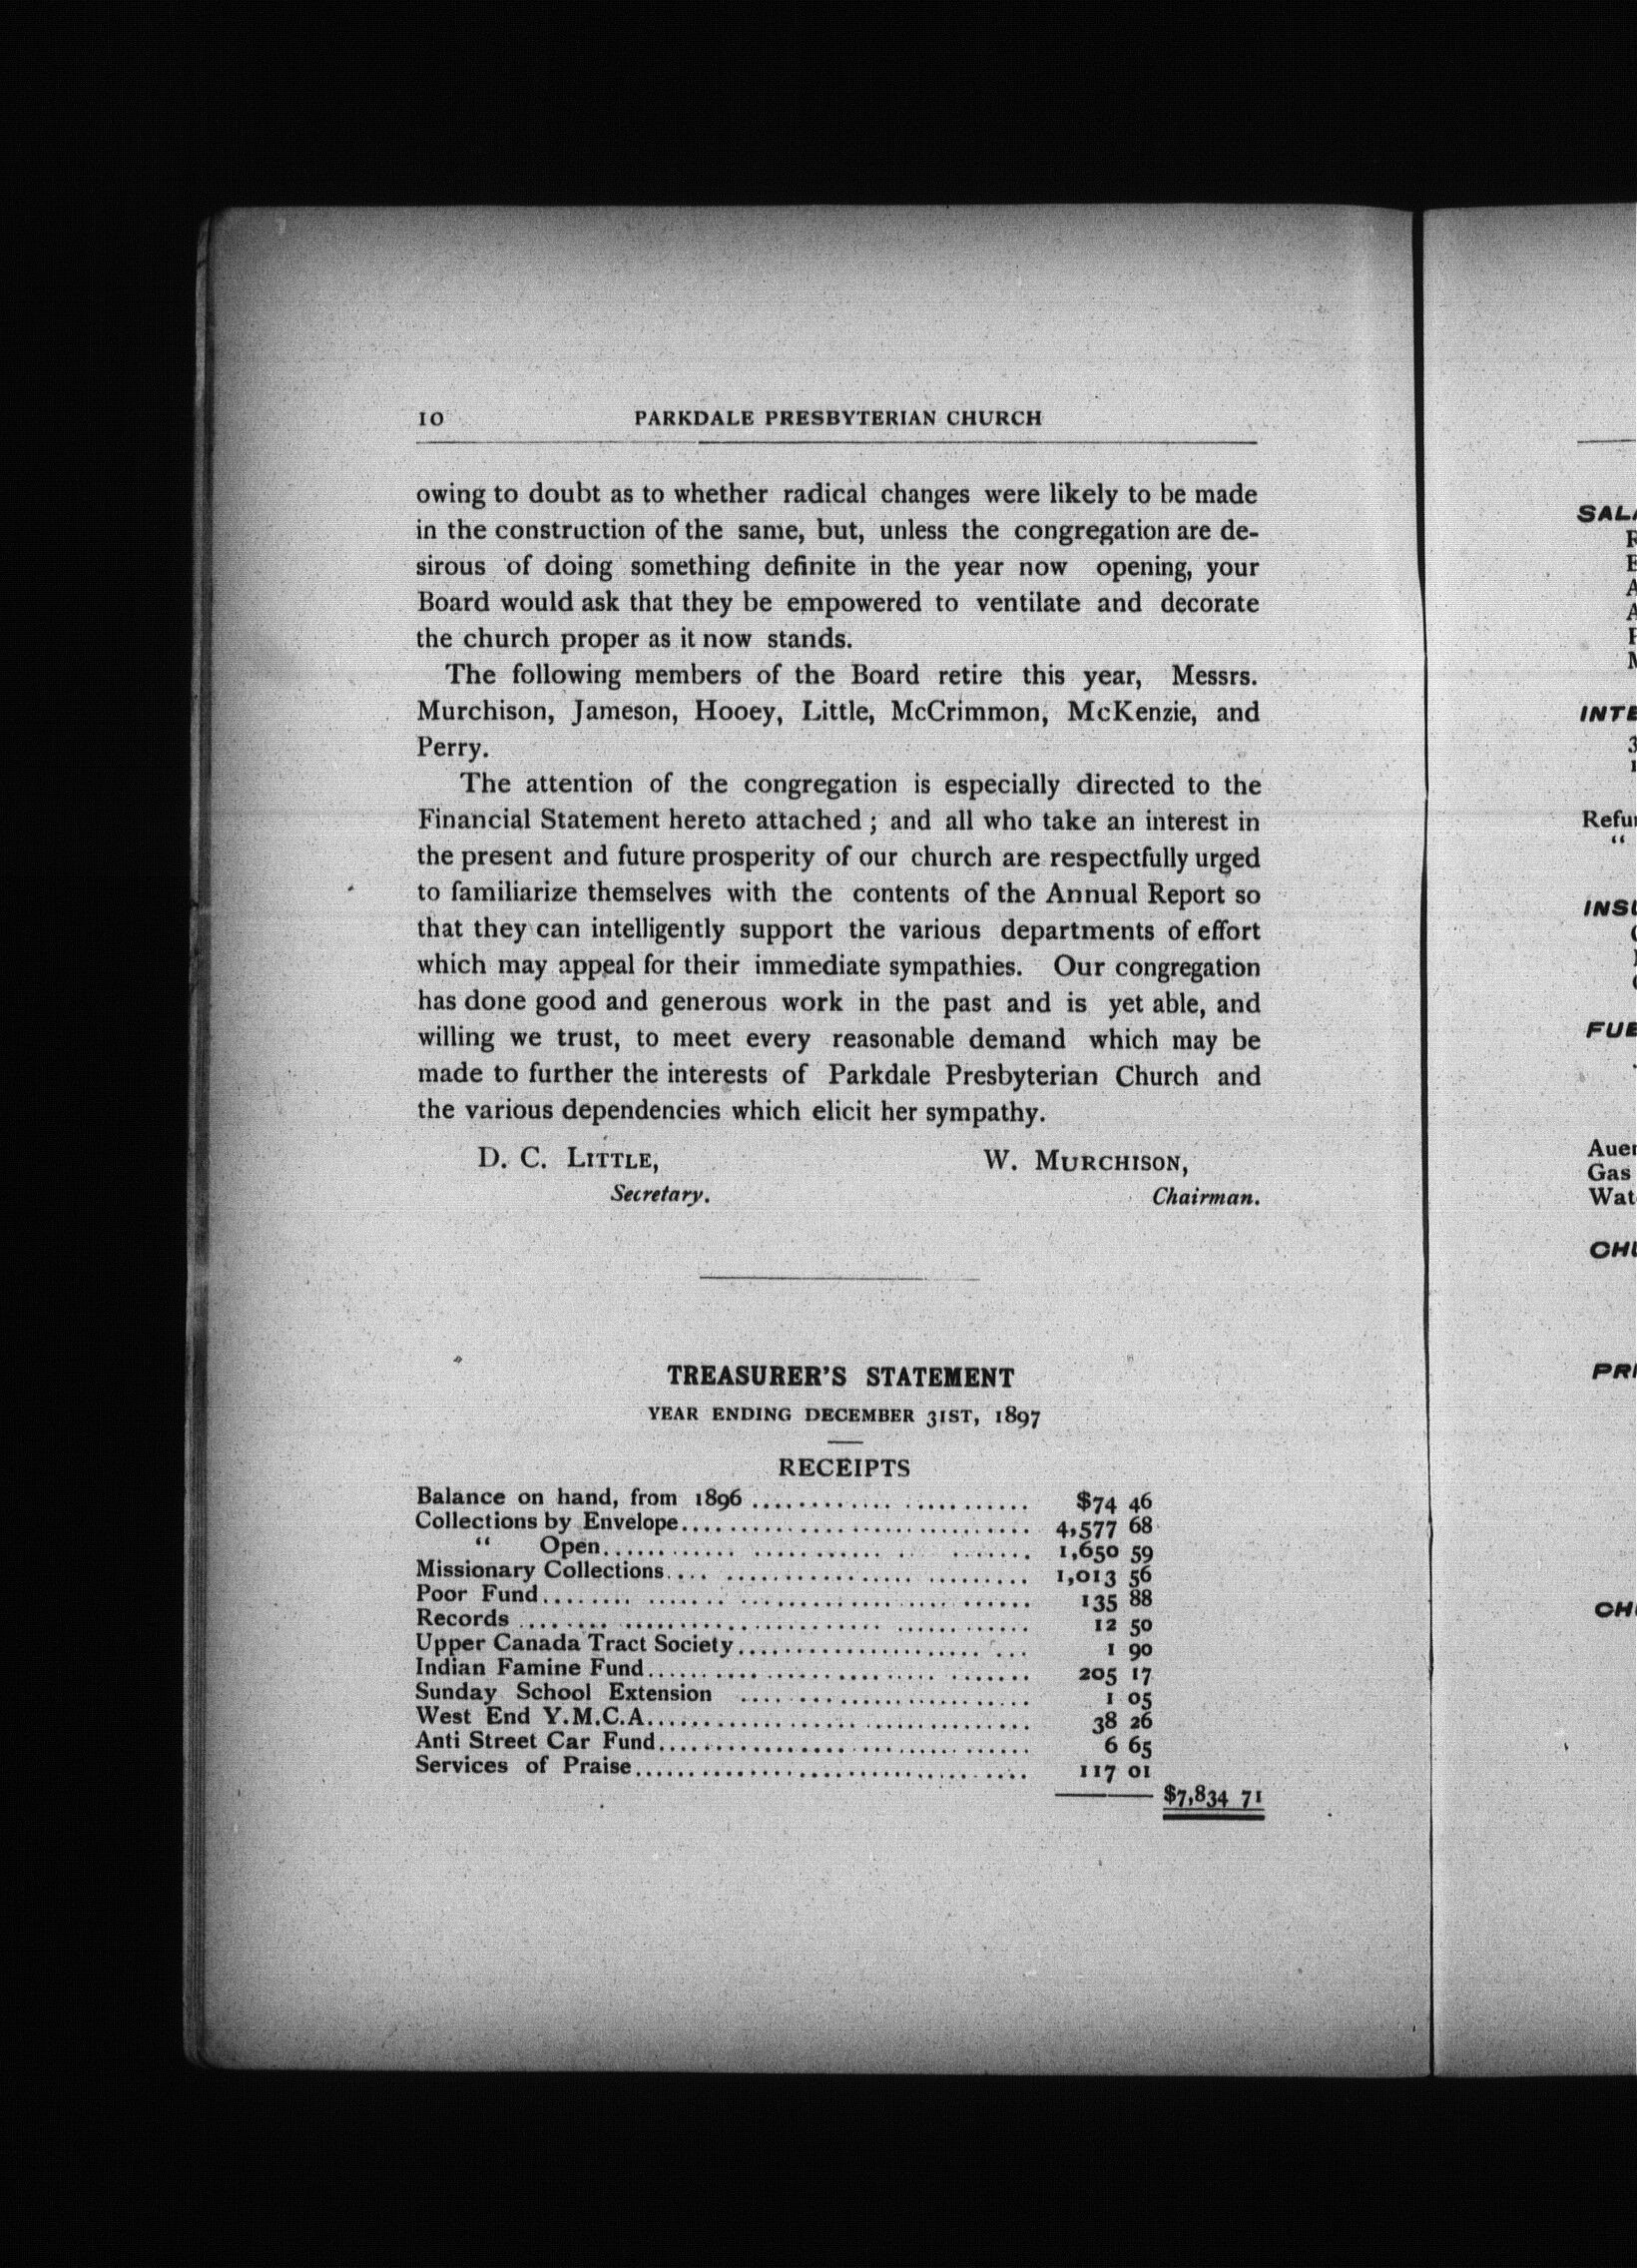 10 PARKDALE PRESBYTERIAN CHURCH
owing to doubt as to whether radical changes were likely to be made
in the construction of the same, but, unless the congregation are de-
sirous of doing something definite in the year now opening, your
Board would ask that they be empowered to ventilate and decorate
the church proper as it now stands.
The following members of the Board retire this year, Messrs.
Murchison, Jameson, Hooey, Little, McCrimmon, McKenzie, and
Perry.
The attention of the congregation is especially directed to the
Financial Statement hereto attached ; and all who take an interest in
the present and future prosperity of our church are respectfully urged
to familiarize themselves with the contents of the Annual Report so
that they can intelligently support the various departments of effort
which may appeal for their immediate sympathies. Our congregation
has done good and generous work in the past and is yet able, and
willing we trust, to meet every reasonable demand which may be
made to further the interests of Parkdale Presbyterian Church and
the various dependencies which elicit her sympathy.
D. C. LITTLE, W. MURCHISON,
Secretary. Chairman.
TREASURER'S STATEMENT
YEAR ENDING DECEMBER 31ST, 1897
RECEIPTS
Balance on hand, from 1896 .......................... $74 46
Collections by Envelope.............................. 4,577 68
" Open.............................. 1,650 59
Missionary Collections.............................. 1,013 56
Poor Fund.............................. 135 88
Records .............................. 12 50
Upper Canada Tract Society.......................... 1 90
Indian Famine Fund.............................. 205 17
Sunday School Extension .......................... 1 05
West End Y.M.C.A.............................. 38 26
Anti Street Car Fund.............................. 6 65
Services of Praise.............................. 117 01
$7,834 71
Gas